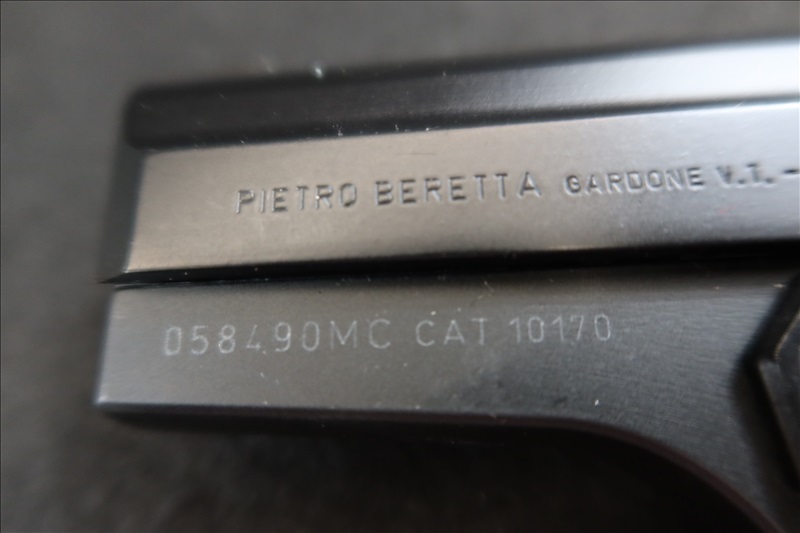 PIETRO BERETTA GARDONE V.T. -
058490MC CAT 10170